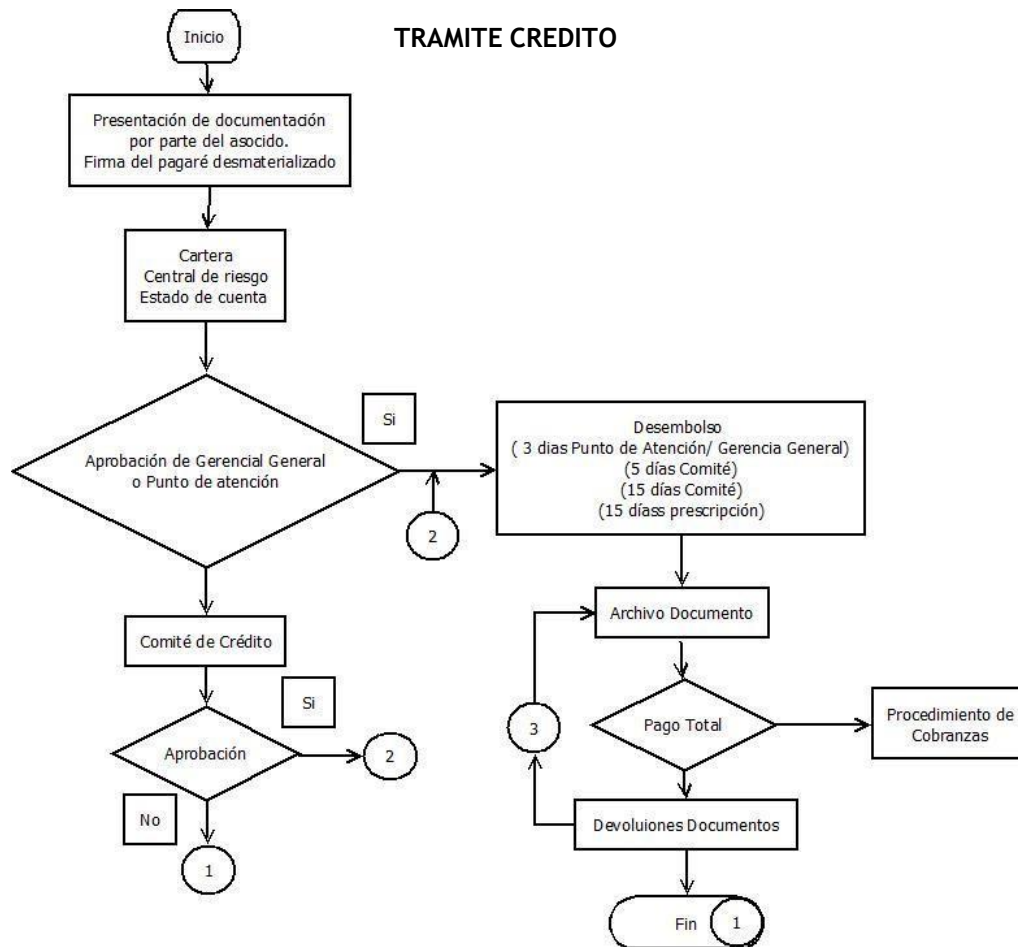 TRAMITE CREDITO
Inicio
Presentación de documentación
por parte del asocido.
Firma del pagaré desmaterializado
Cartera
Central de riesgo
Estado de cuenta
Aprobación de Gerencial General
o Punto de atención
Si
2
Desembolso
( 3 dias Punto de Atención/ Gerencia General)
(5 días Comité)
(15 días Comité)
(15 díass prescripción)
Comité de Crédito
Si
Aprobación
2
No
1
Archivo Documento
3
Pago Total
Procedimiento de
Cobranzas
Devoluiones Documentos
Fin
1